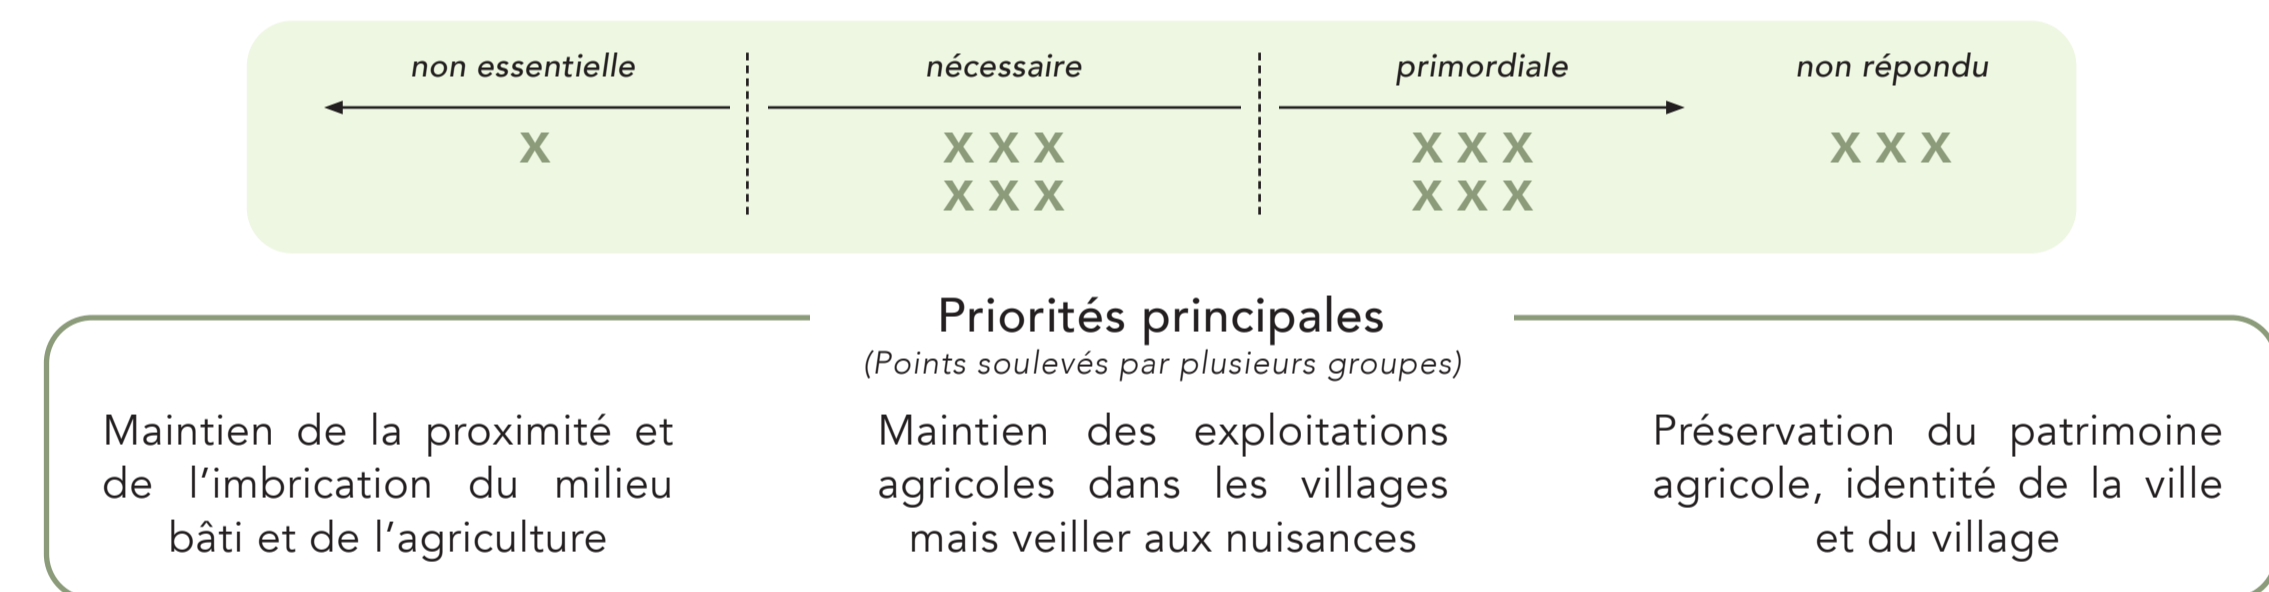 non essentielle nécessaire primordiale non répondu
X X X X X X X X X X
X X X X X X
Priorités principales
(Points soulevés par plusieurs groupes)
Maintien de la proximité et
de l’imbrication du milieu
bâti et de l’agriculture
Maintien des exploitations
agricoles dans les villages
mais veiller aux nuisances
Préservation du patrimoine
agricole, identité de la ville
et du village